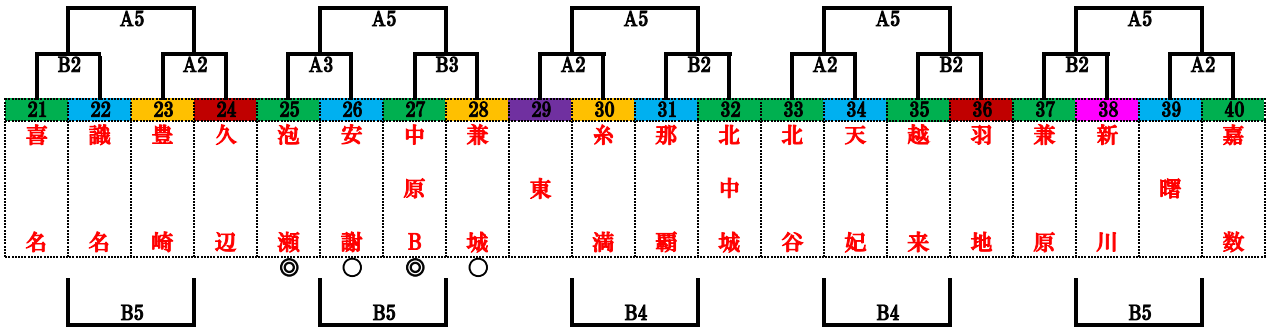 A5 A5 A5 A5 A5
B2 A2 A3 B3 A2 B2 A2 B2 B2 A2
21 22 23 24 25 26 27 28 29 30 31 32 33 34 35 36 37 38 39 40
喜名 識名 豊崎 久辺 泡瀬 安謝 中原B 兼城 東 糸満 那覇 北中城 北谷 天妃 越来 羽地 兼原 新川 曙 嘉数
◎ ○ ◎ ○
B5 B5 B4 B4 B5